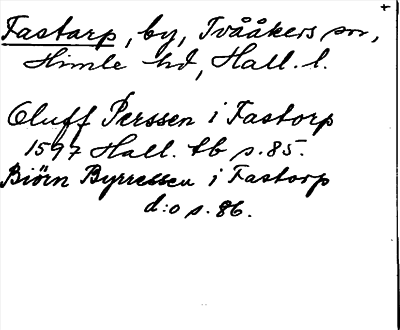 Fastarp, by, Tvååkers sn,
Himle hd, Hall. l.
Oluff Perssen i Fastorp
1597 Hall. tb s. 85.
Biörn Byrressen i Fastorp
d:o s. 86.